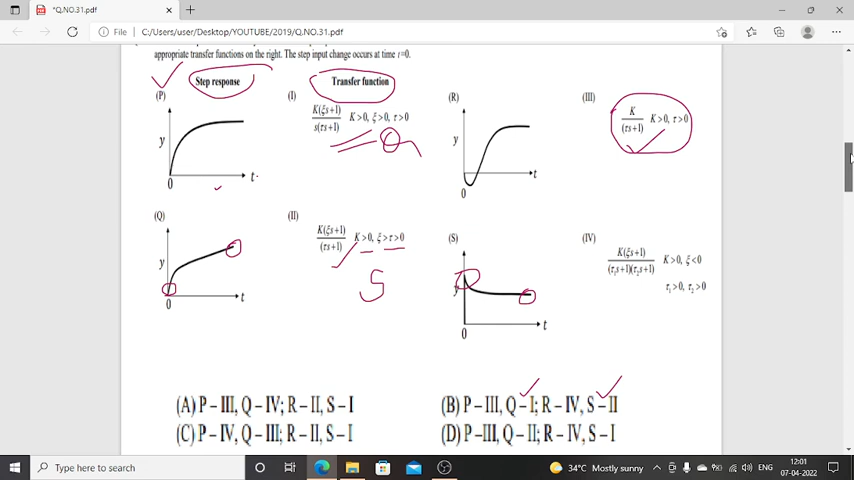 *Q.NO.31.pdf
File
C:/Users/user/Desktop/YOUTUBE/2019/Q.NO.31.pdf
appropriate transfer functions on the right. The step input change occurs at time t=0.
Step response
Transfer function
(P)
y
0
t
(I)
K(ξs+1)
s(τs+1)
K>0, ξ>0, τ>0
Q
(R)
y
0
t
(III)
K
(τs+1)
K>0, τ>0
(Q)
y
0
t
(II)
K(ξs+1)
(τs+1)
K>0, ξ>τ>0
S
(S)
y
0
t
(IV)
K(ξs+1)
(τ₁s+1)(τ₂s+1)
K>0, ξ<0
τ₁>0, τ₂>0
(A) P – III, Q – IV; R – II, S – I
(B) P – III, Q – I; R – IV, S – II
(C) P – IV, Q – III; R – II, S – I
(D) P-III, Q – II; R – IV, S – I
Type here to search
34°C Mostly sunny
ENG
12:01
07-04-2022